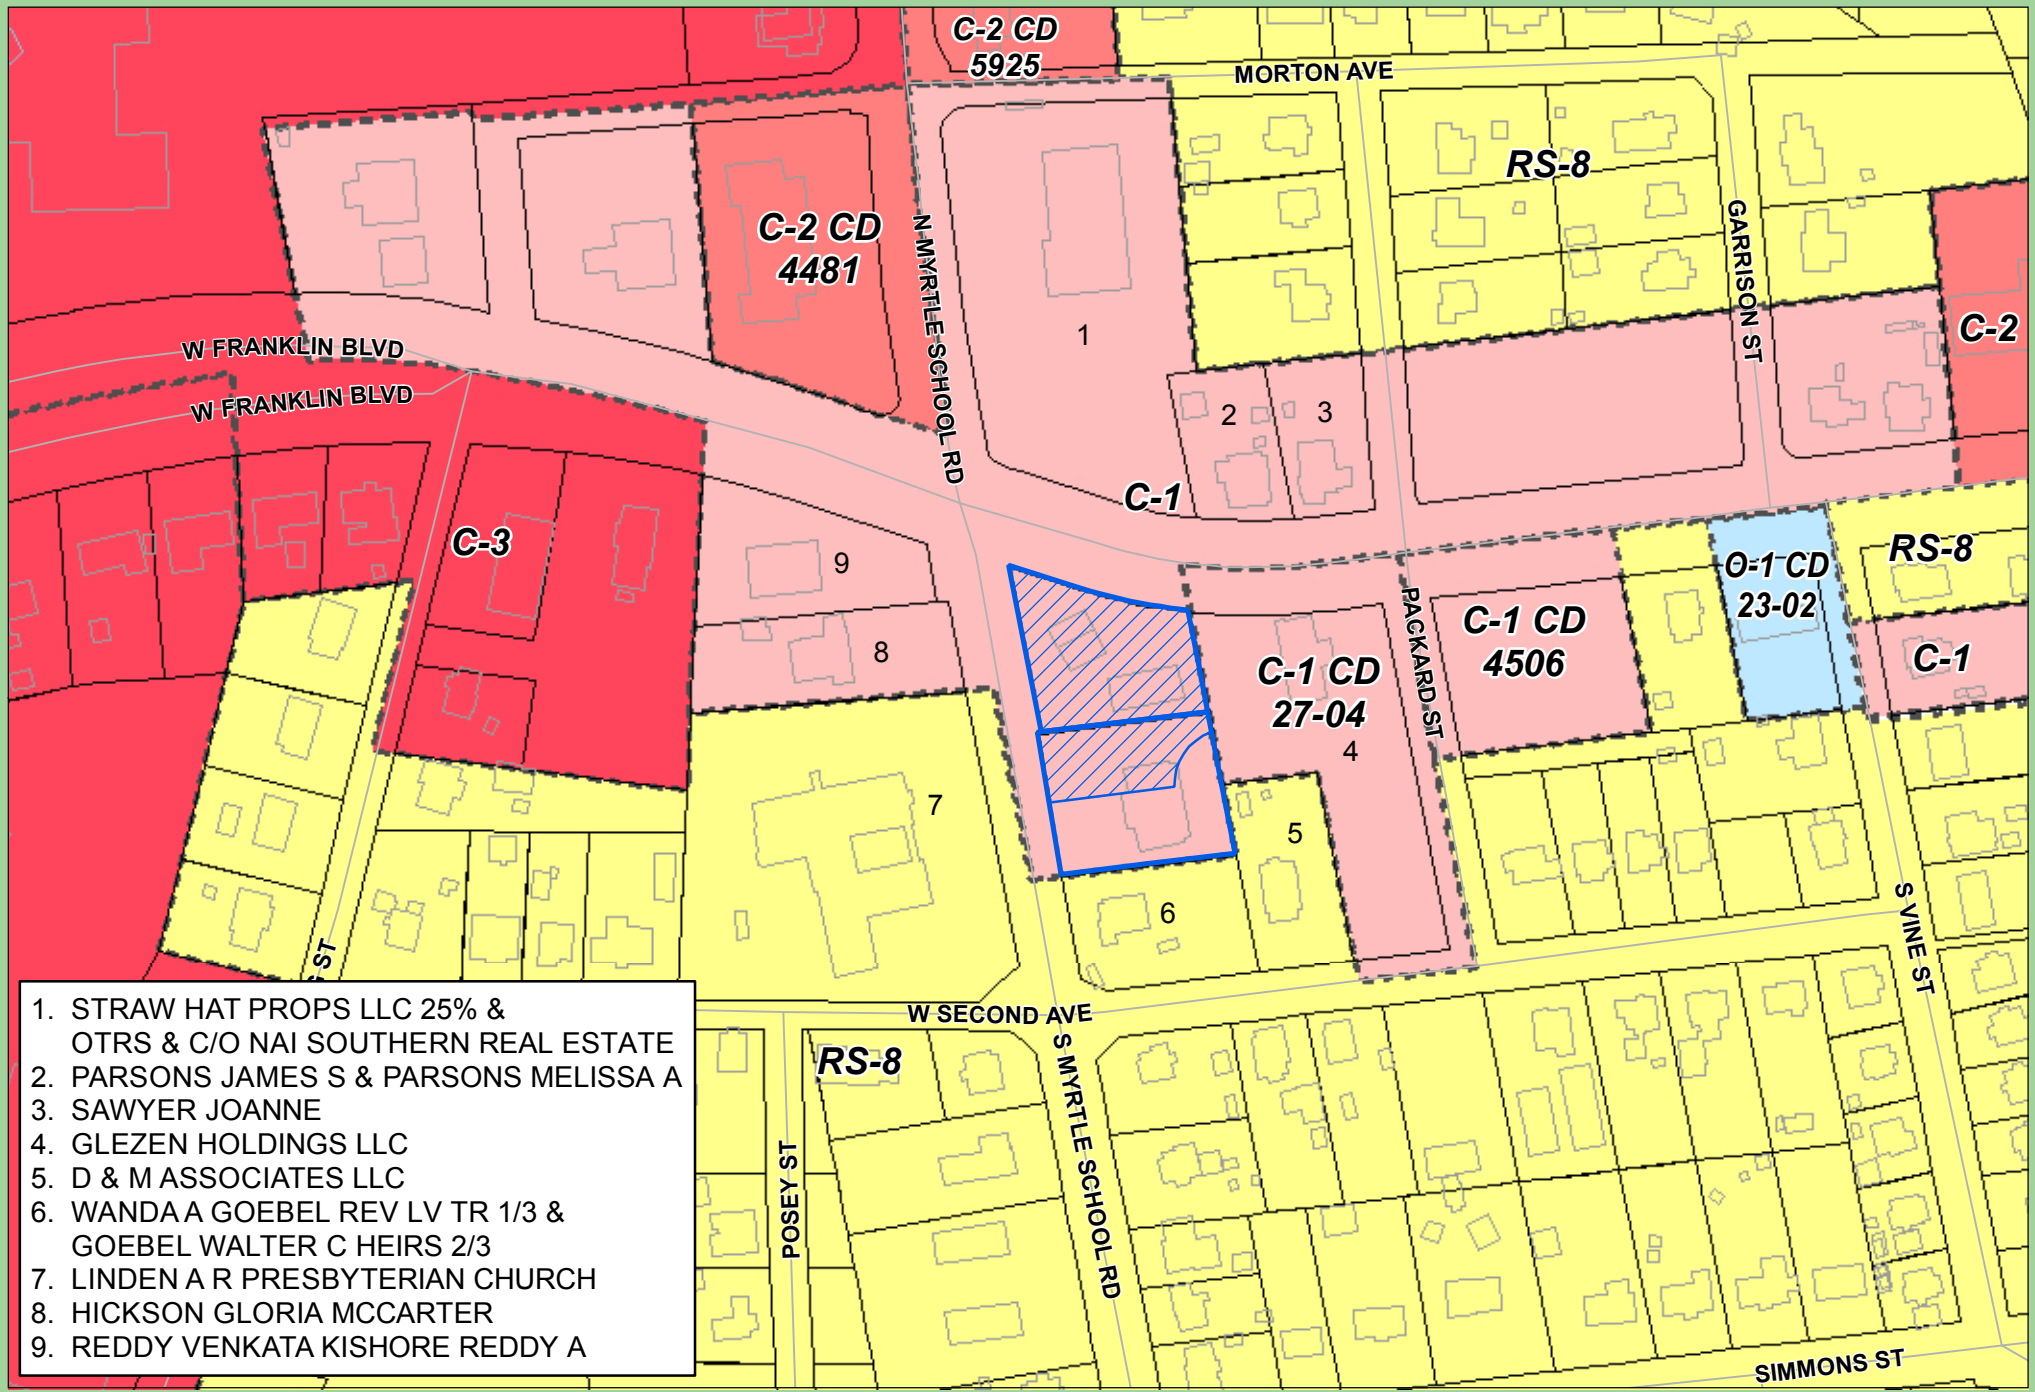 C-2 CD
5925
MORTON AVE
RS-8
C-2 CD
4481
N MYRTLE SCHOOL RD
GARRISON ST
C-2
1
W FRANKLIN BLVD
W FRANKLIN BLVD
2
3
C-1
C-3
9
O-1 CD
23-02
RS-8
C-1 CD
4506
PACKARD ST
8
C-1 CD
27-04
C-1
4
7
5
6
S VINE ST
ST
W SECOND AVE
RS-8
S MYRTLE SCHOOL RD
POSEY ST
SIMMONS ST
1. STRAW HAT PROPS LLC 25% &
OTRS & C/O NAI SOUTHERN REAL ESTATE
2. PARSONS JAMES S & PARSONS MELISSA A
3. SAWYER JOANNE
4. GLEZEN HOLDINGS LLC
5. D & M ASSOCIATES LLC
6. WANDA A GOEBEL REV LV TR 1/3 &
GOEBEL WALTER C HEIRS 2/3
7. LINDEN A R PRESBYTERIAN CHURCH
8. HICKSON GLORIA MCCARTER
9. REDDY VENKATA KISHORE REDDY A